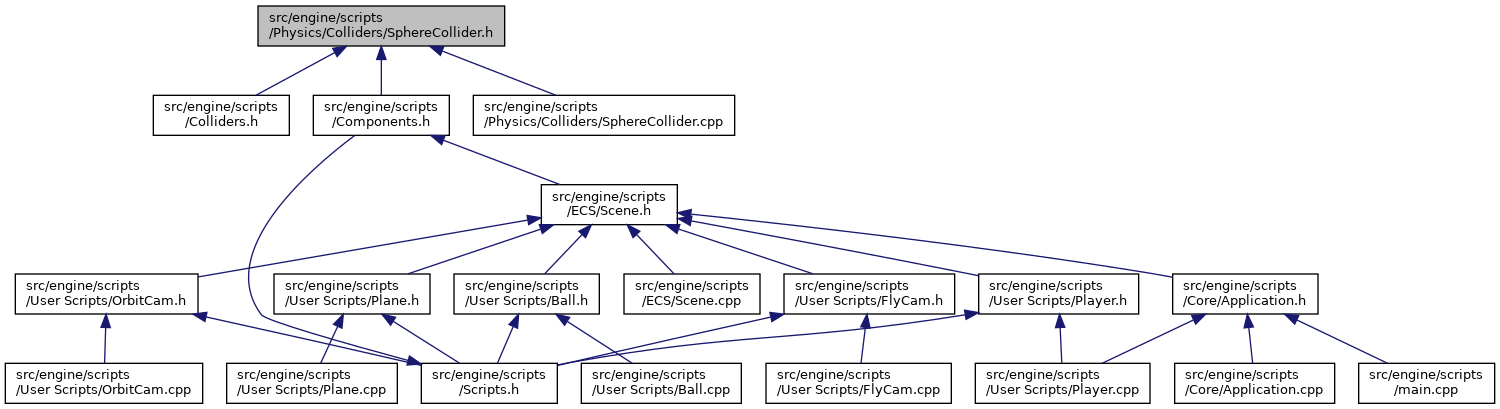 src/engine/scripts
/Physics/Colliders/SphereCollider.h
src/engine/scripts
/Colliders.h
src/engine/scripts
/Components.h
src/engine/scripts
/Physics/Colliders/SphereCollider.cpp
src/engine/scripts
/ECS/Scene.h
src/engine/scripts
/User Scripts/OrbitCam.h
src/engine/scripts
/User Scripts/Plane.h
src/engine/scripts
/User Scripts/Ball.h
src/engine/scripts
/ECS/Scene.cpp
src/engine/scripts
/User Scripts/FlyCam.h
src/engine/scripts
/User Scripts/Player.h
src/engine/scripts
/Core/Application.h
src/engine/scripts
/User Scripts/OrbitCam.cpp
src/engine/scripts
/User Scripts/Plane.cpp
src/engine/scripts
/Scripts.h
src/engine/scripts
/User Scripts/Ball.cpp
src/engine/scripts
/User Scripts/FlyCam.cpp
src/engine/scripts
/User Scripts/Player.cpp
src/engine/scripts
/Core/Application.cpp
src/engine/scripts
/main.cpp